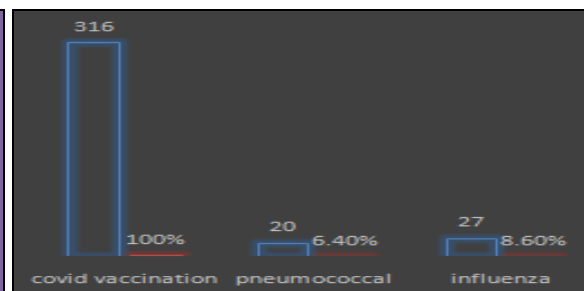 316
100%
20
6.40%
27
8.60%
covid vaccination
pneumococcal
influenza